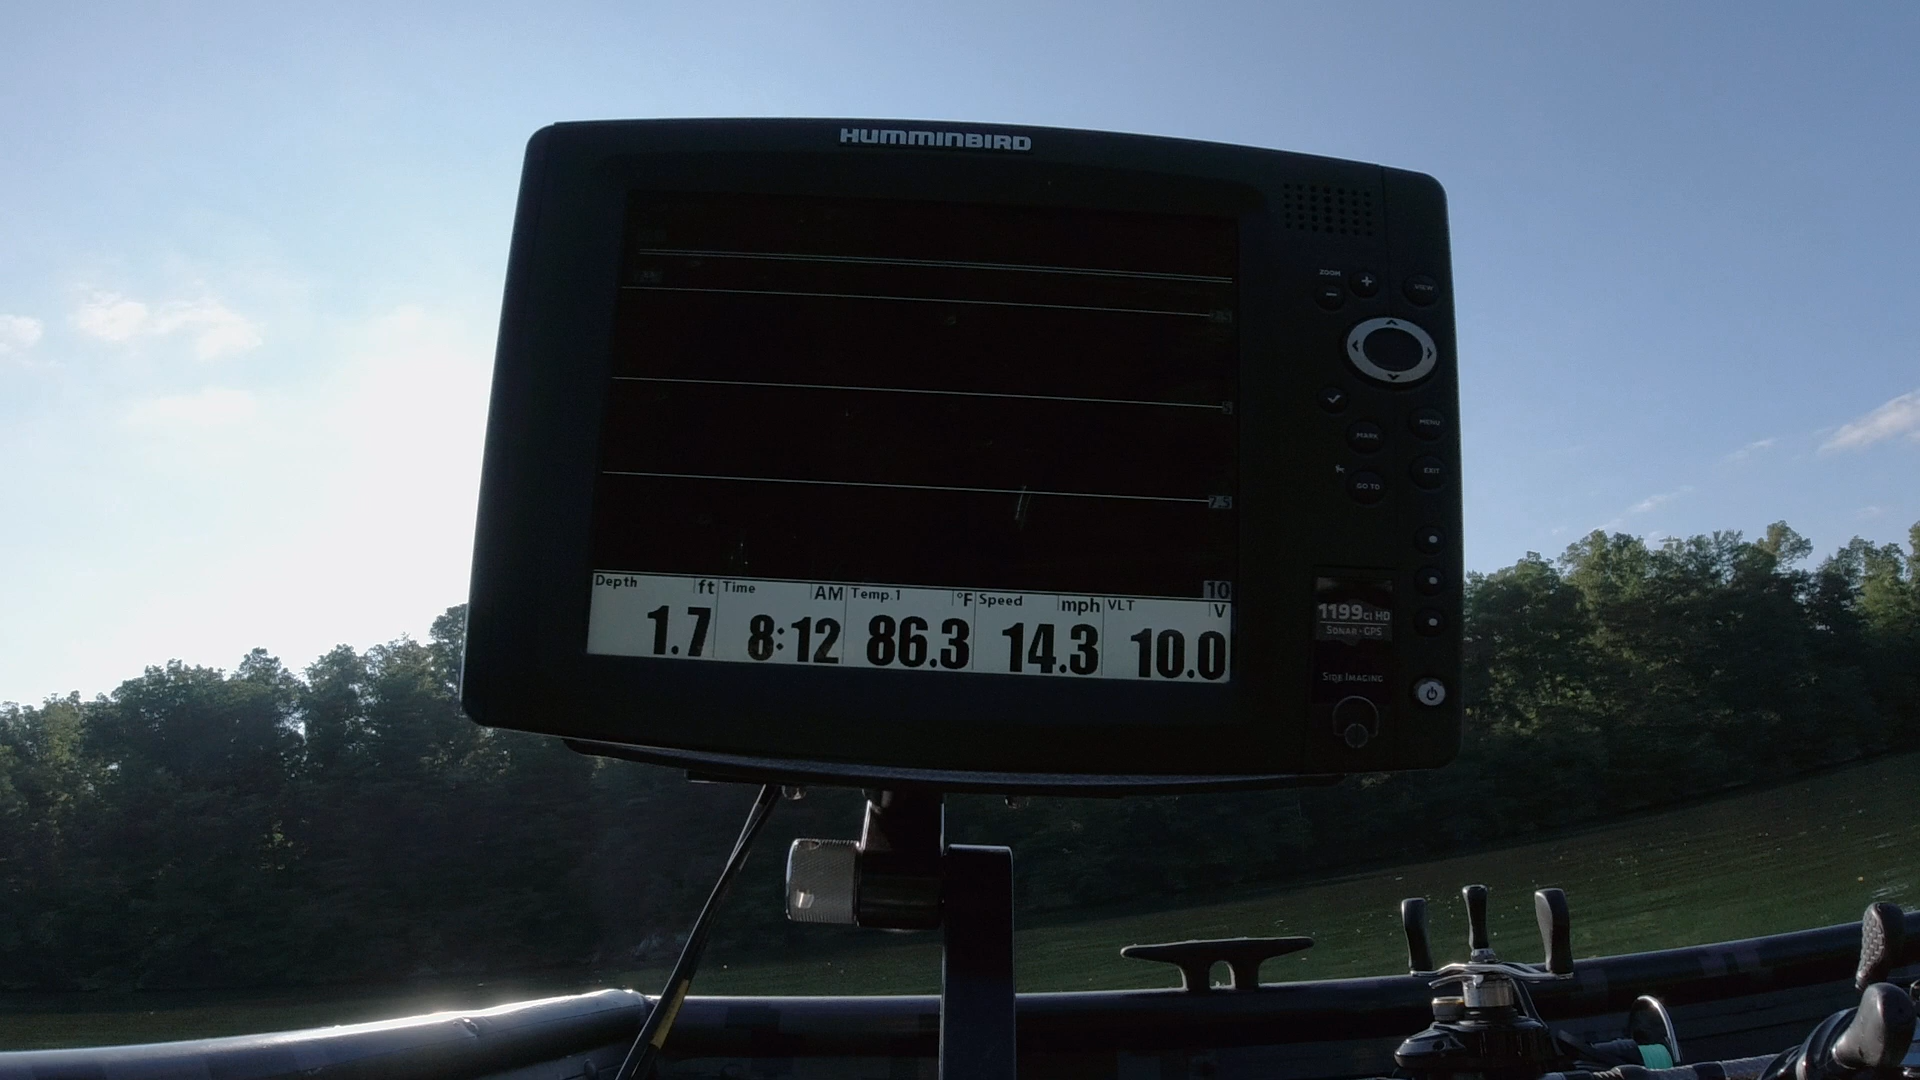 HUMMINBIRD
ZOOM
VIEW
2.5
5
MENU
MARK
EXIT
GO TO
7.5
10
Depth ft Time AM Temp.1 °F Speed mph VLT V
1.7 8:12 86.3 14.3 10.0
1199ci HD
SONAR·GPS
SIDE IMAGING